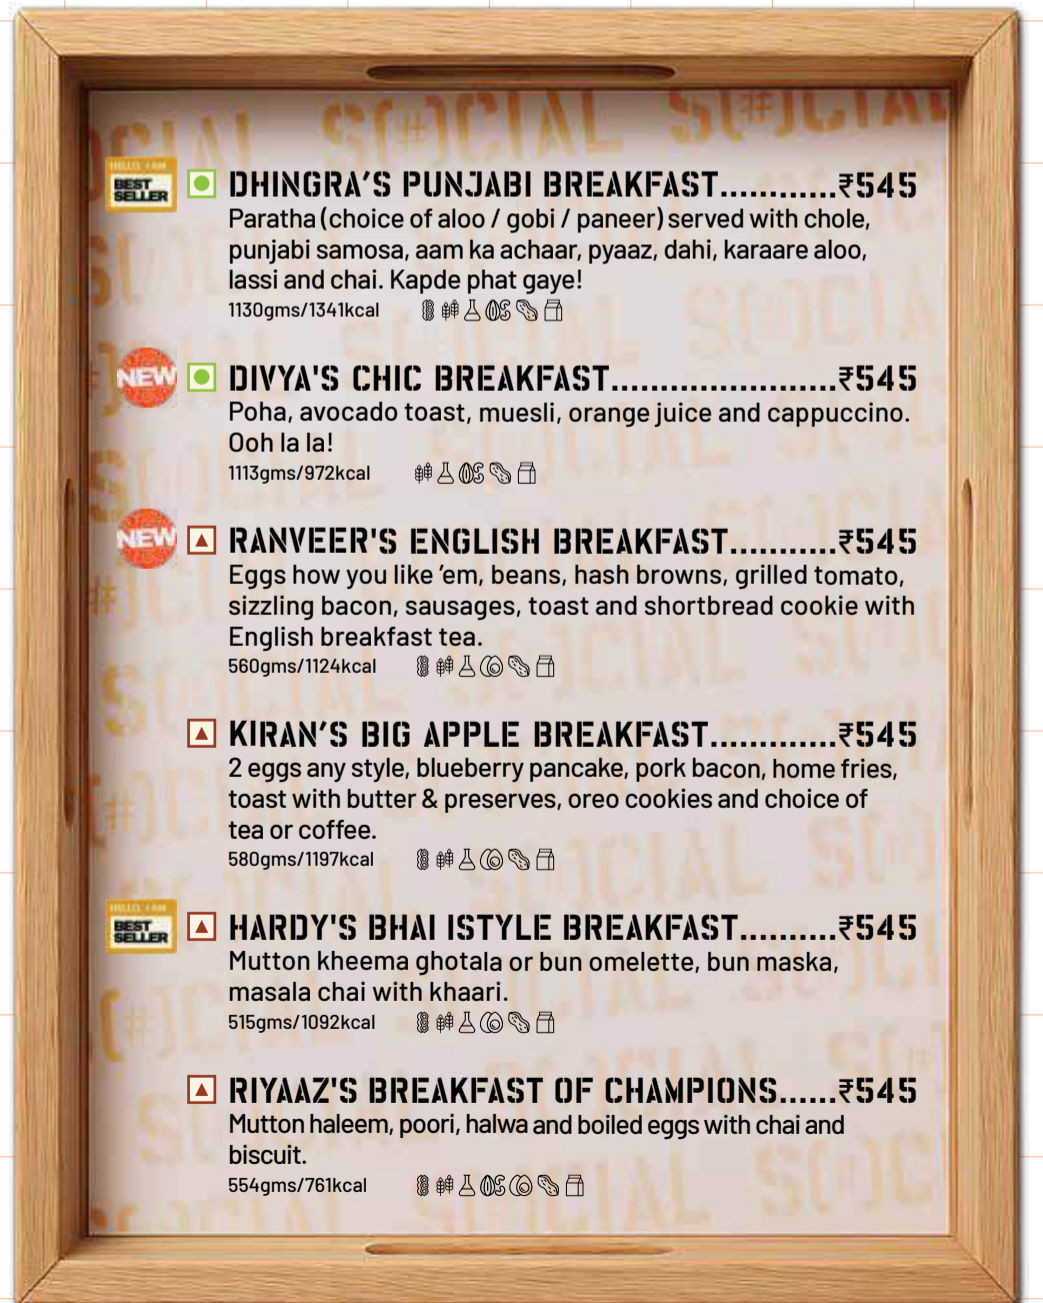 HELLO, I AM
BEST
SELLER
DHINGRA'S PUNJABI BREAKFAST............₹545
Paratha (choice of aloo / gobi / paneer) served with chole,
punjabi samosa, aam ka achaar, pyaaz, dahi, karaare aloo,
lassi and chai. Kapde phat gaye!
1130gms/1341kcal
NEW
DIVYA'S CHIC BREAKFAST.......................₹545
Poha, avocado toast, muesli, orange juice and cappuccino.
Ooh la la!
1113gms/972kcal
NEW
RANVEER'S ENGLISH BREAKFAST...........₹545
Eggs how you like ’em, beans, hash browns, grilled tomato,
sizzling bacon, sausages, toast and shortbread cookie with
English breakfast tea.
560gms/1124kcal
KIRAN’S BIG APPLE BREAKFAST.............₹545
2 eggs any style, blueberry pancake, pork bacon, home fries,
toast with butter & preserves, oreo cookies and choice of
tea or coffee.
580gms/1197kcal
HELLO, I AM
BEST
SELLER
HARDY'S BHAI ISTYLE BREAKFAST..........₹545
Mutton kheema ghotala or bun omelette, bun maska,
masala chai with khaari.
515gms/1092kcal
RIYAAZ'S BREAKFAST OF CHAMPIONS......₹545
Mutton haleem, poori, halwa and boiled eggs with chai and
biscuit.
554gms/761kcal